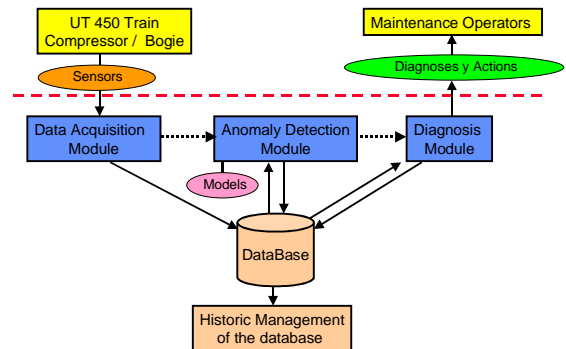 UT 450 Train
Compressor / Bogie
Maintenance Operators
Sensors
Diagnoses y Actions
Data Acquisition
Module
Anomaly Detection
Module
Diagnosis
Module
Models
DataBase
Historic Management
of the database